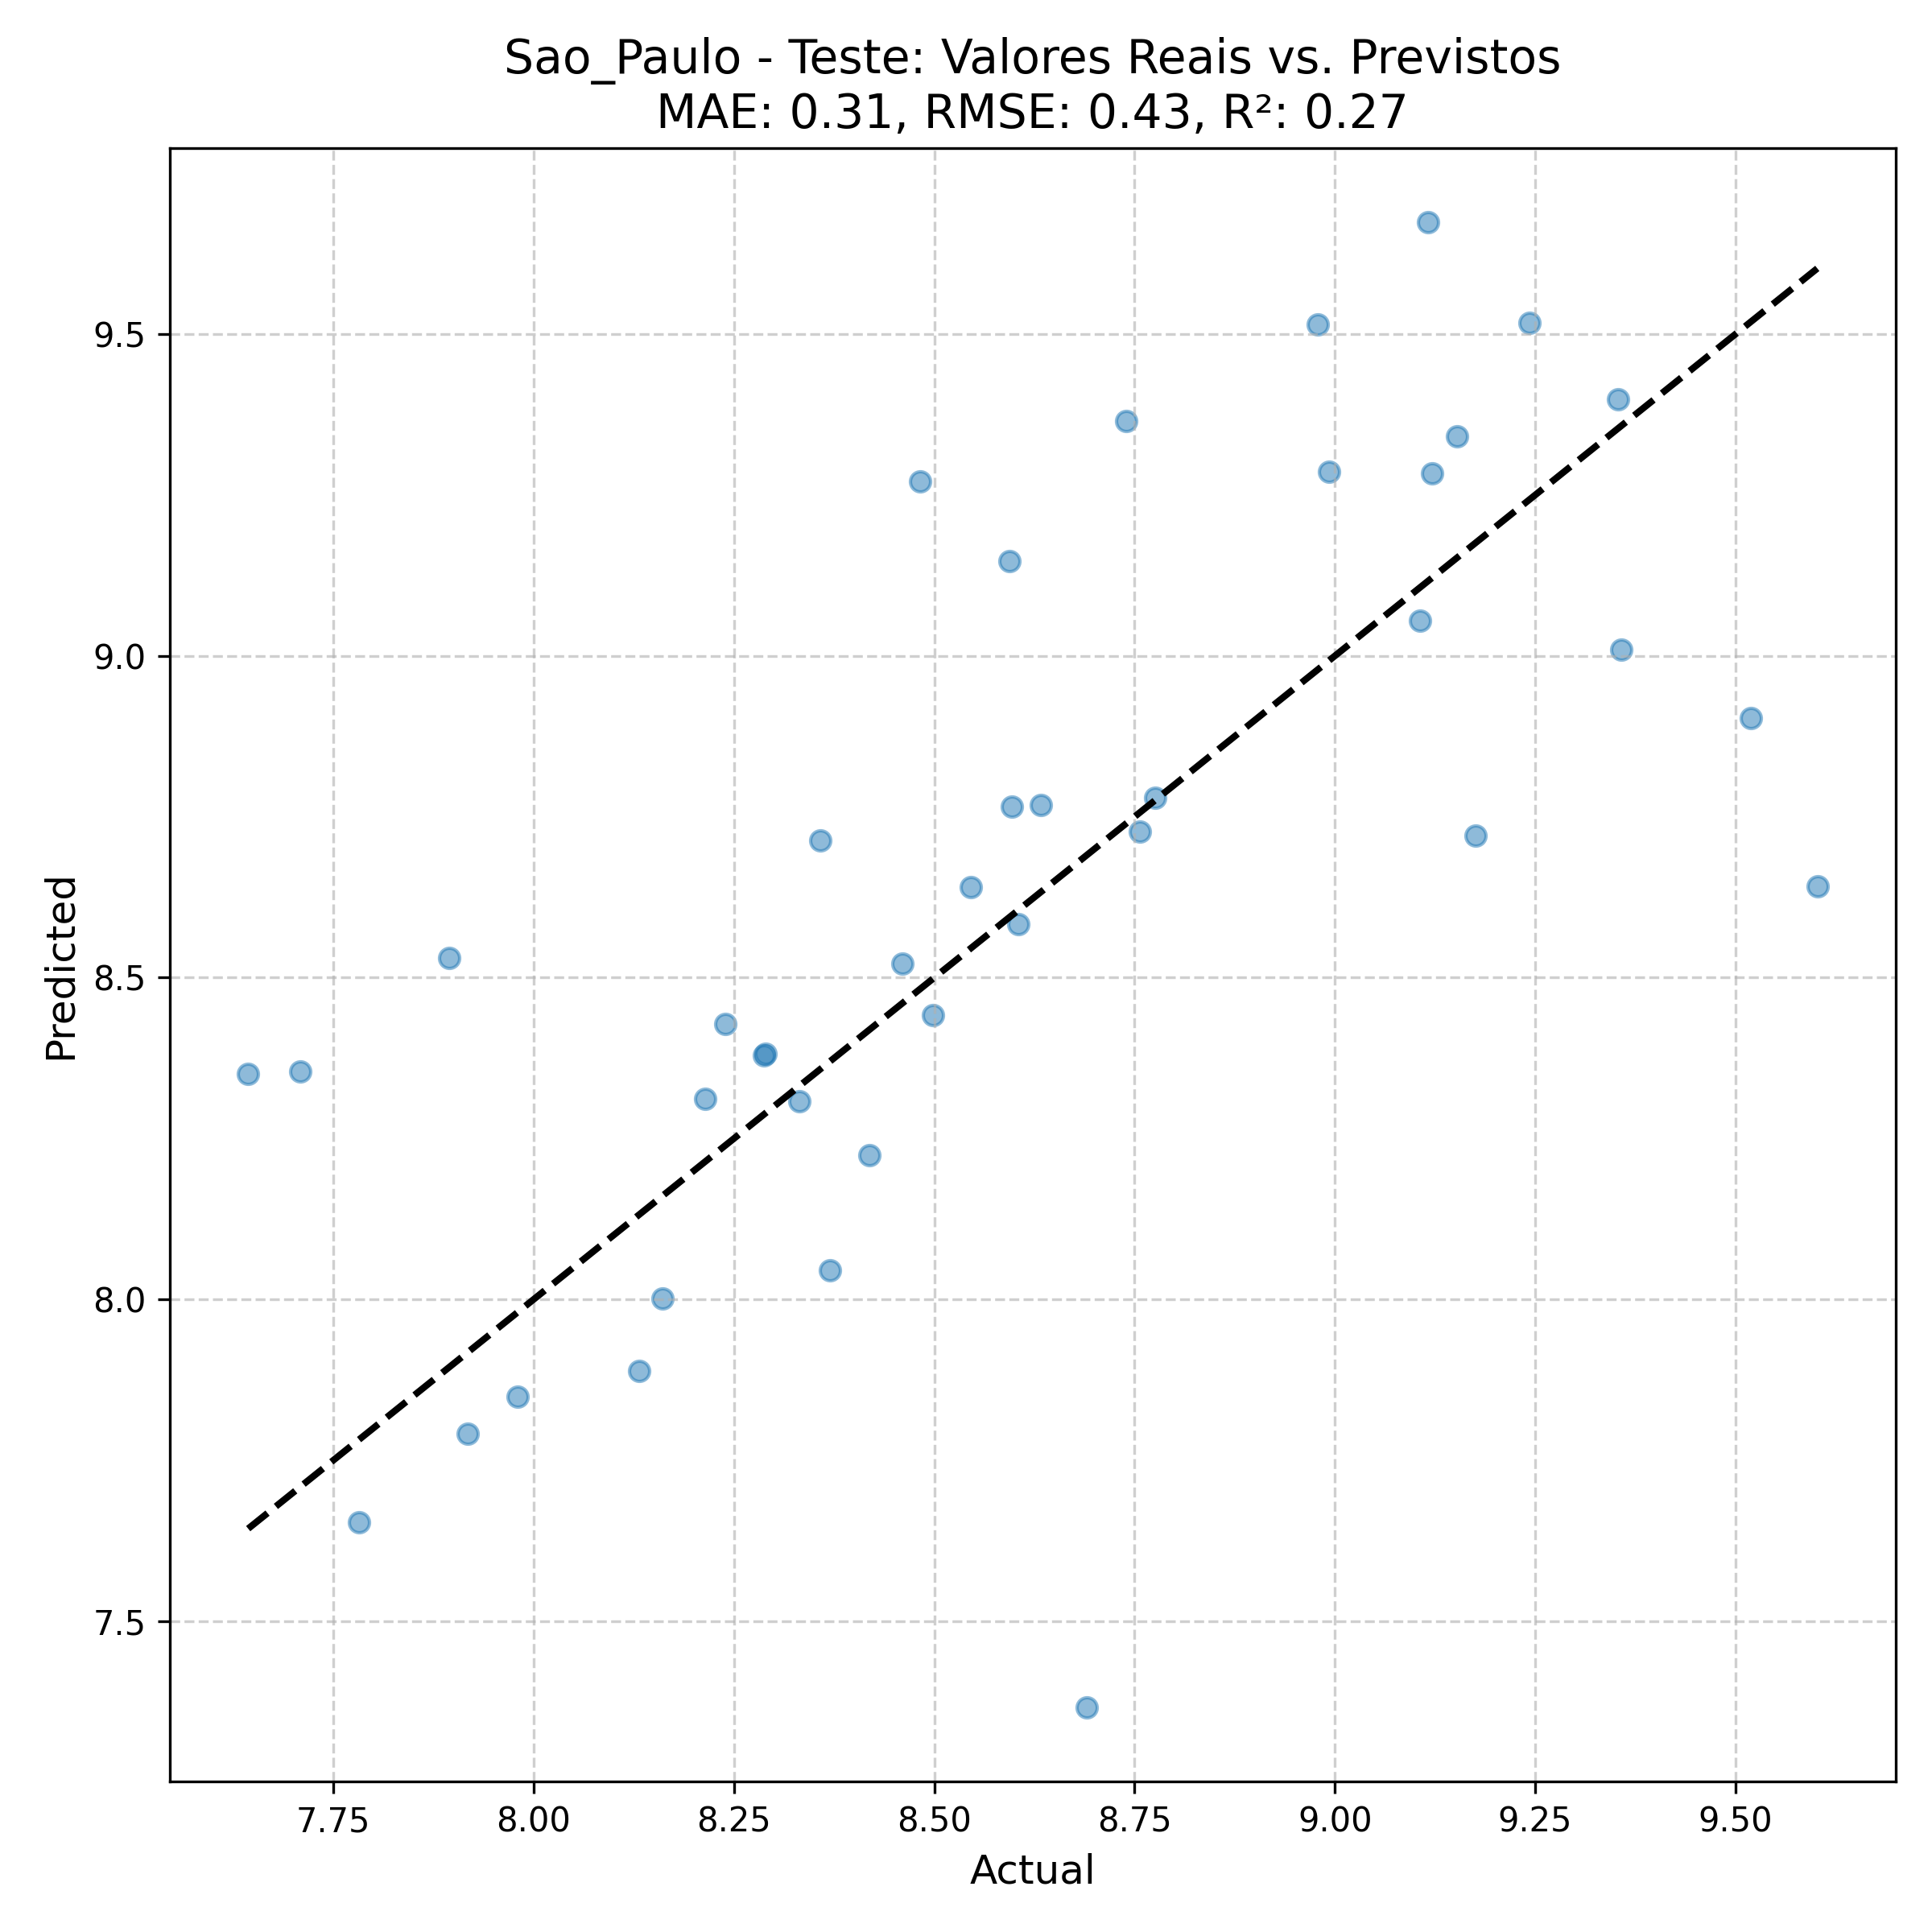 Sao_Paulo - Teste: Valores Reais vs. Previstos
MAE: 0.31, RMSE: 0.43, R²: 0.27
9.5
9.0
8.5
8.0
7.5
Predicted
7.75 8.00 8.25 8.50 8.75 9.00 9.25 9.50
Actual